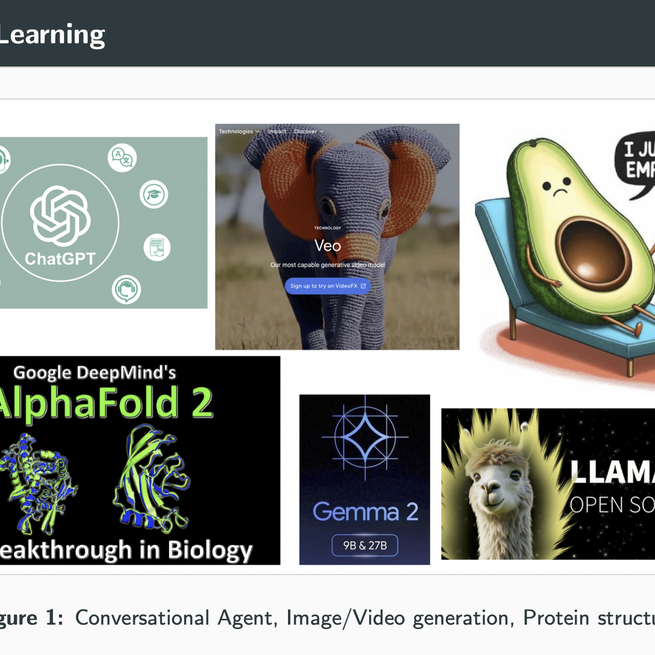 Learning
ChatGPT
Technologies Impact Discover
TECHNOLOGY
Veo
Our most capable generative video model
Sign up to try on VideoFX
I JU
EMP
Google DeepMind's
AlphaFold 2
eakthrough in Biology
Gemma 2
9B & 27B
LLAMA
OPEN SO
gure 1: Conversational Agent, Image/Video generation, Protein structu